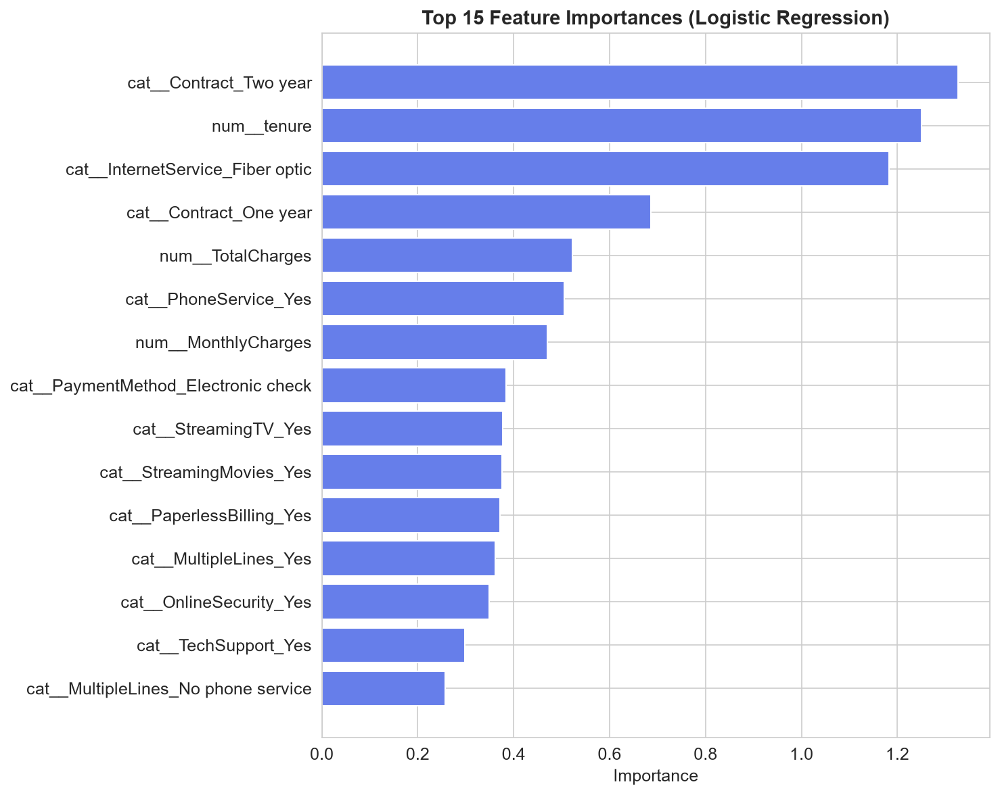 Top 15 Feature Importances (Logistic Regression)
cat__Contract_Two year
num__tenure
cat__InternetService_Fiber optic
cat__Contract_One year
num__TotalCharges
cat__PhoneService_Yes
num__MonthlyCharges
cat__PaymentMethod_Electronic check
cat__StreamingTV_Yes
cat__StreamingMovies_Yes
cat__PaperlessBilling_Yes
cat__MultipleLines_Yes
cat__OnlineSecurity_Yes
cat__TechSupport_Yes
cat__MultipleLines_No phone service
0.0 0.2 0.4 0.6 0.8 1.0 1.2
Importance